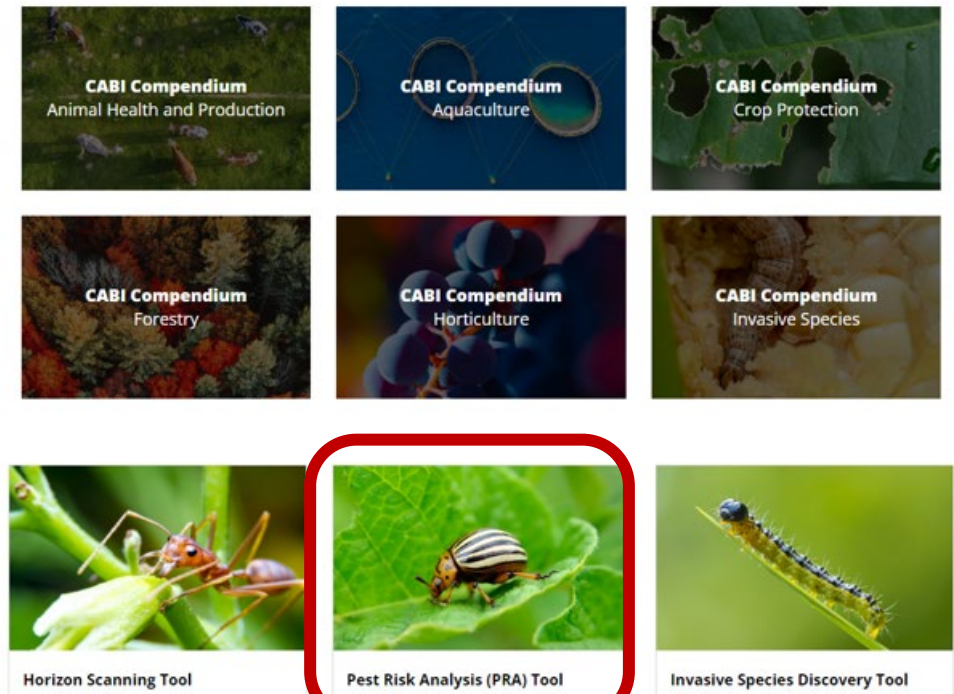 CABI Compendium
Animal Health and Production
CABI Compendium
Aquaculture
CABI Compendium
Crop Protection
CABI Compendium
Forestry
CABI Compendium
Horticulture
CABI Compendium
Invasive Species
Horizon Scanning Tool
Pest Risk Analysis (PRA) Tool
Invasive Species Discovery Tool